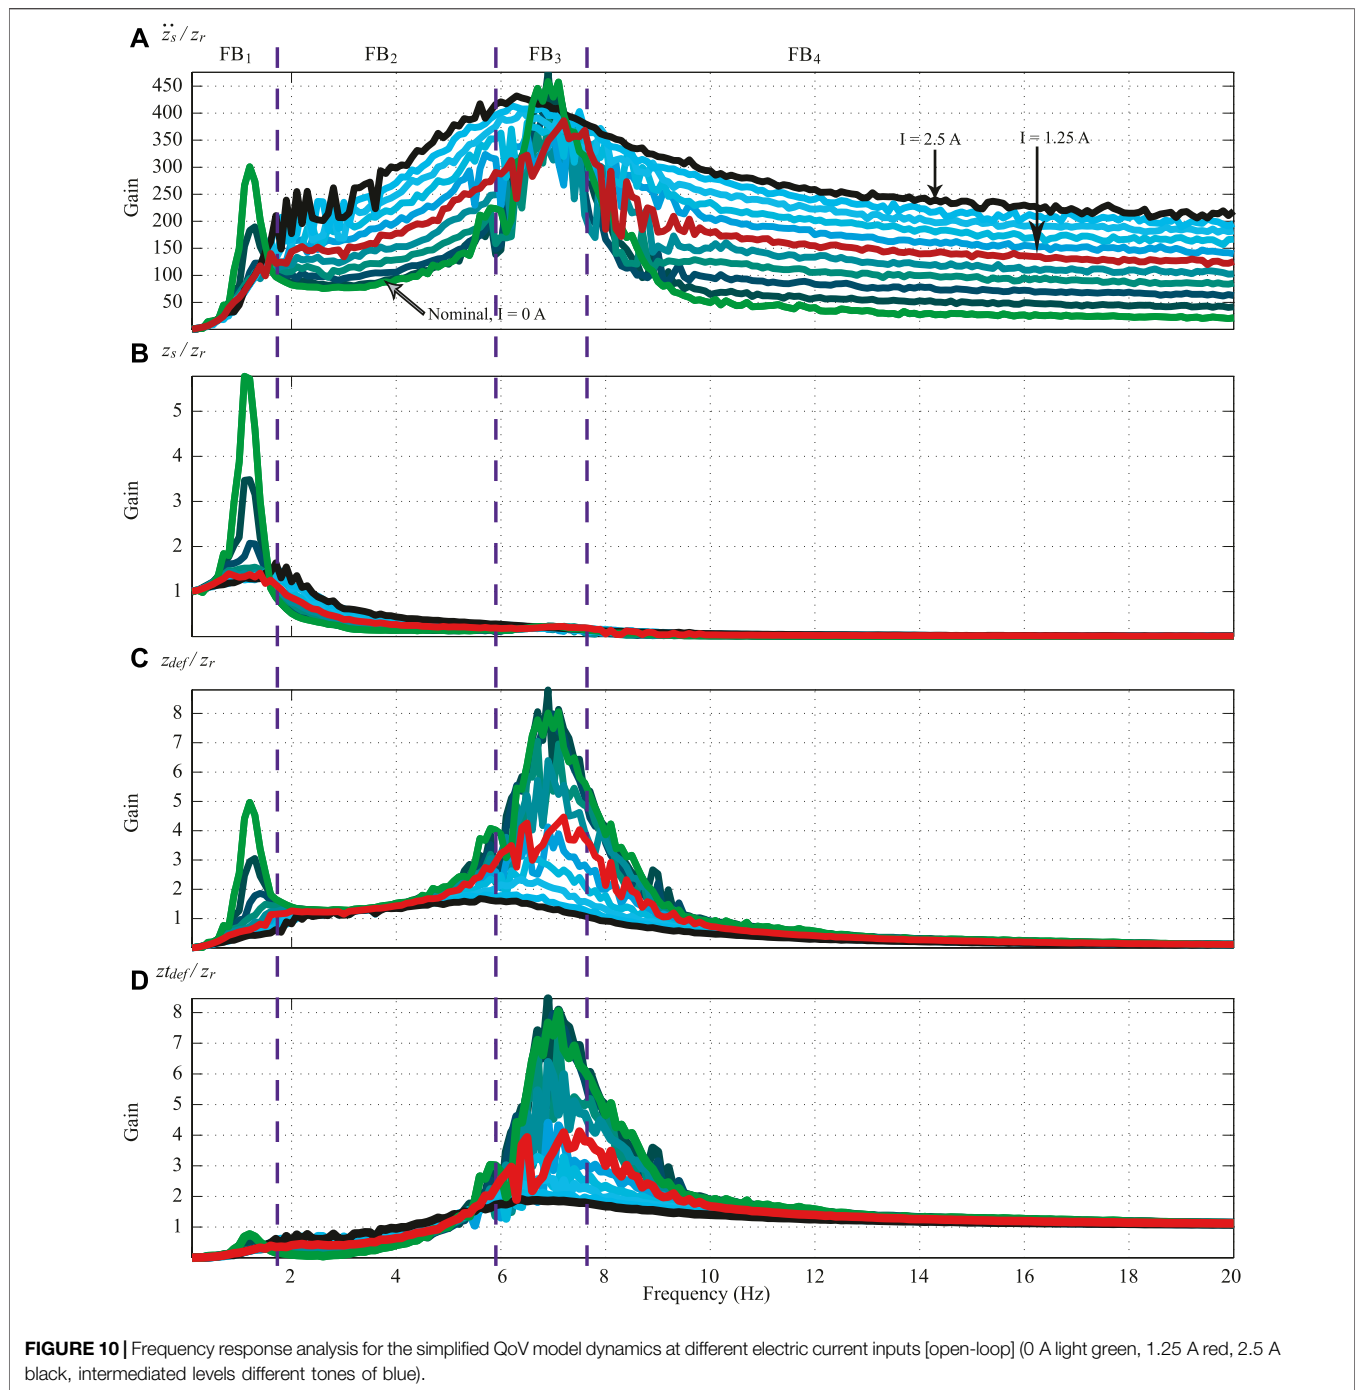 A z̈s/zr
FB1 FB2 FB3 FB4
450
400
350
300
250
200
150
100
50
Gain
I = 2.5 A
I = 1.25 A
Nominal, I = 0 A
B zs/zr
5
4
3
2
1
Gain
C zdef/zr
8
7
6
5
4
3
2
1
Gain
D ztdef/zr
8
7
6
5
4
3
2
1
Gain
2 4 6 8 10 12 14 16 18 20
Frequency (Hz)
FIGURE 10 | Frequency response analysis for the simplified QoV model dynamics at different electric current inputs [open-loop] (0 A light green, 1.25 A red, 2.5 A
black, intermediated levels different tones of blue).